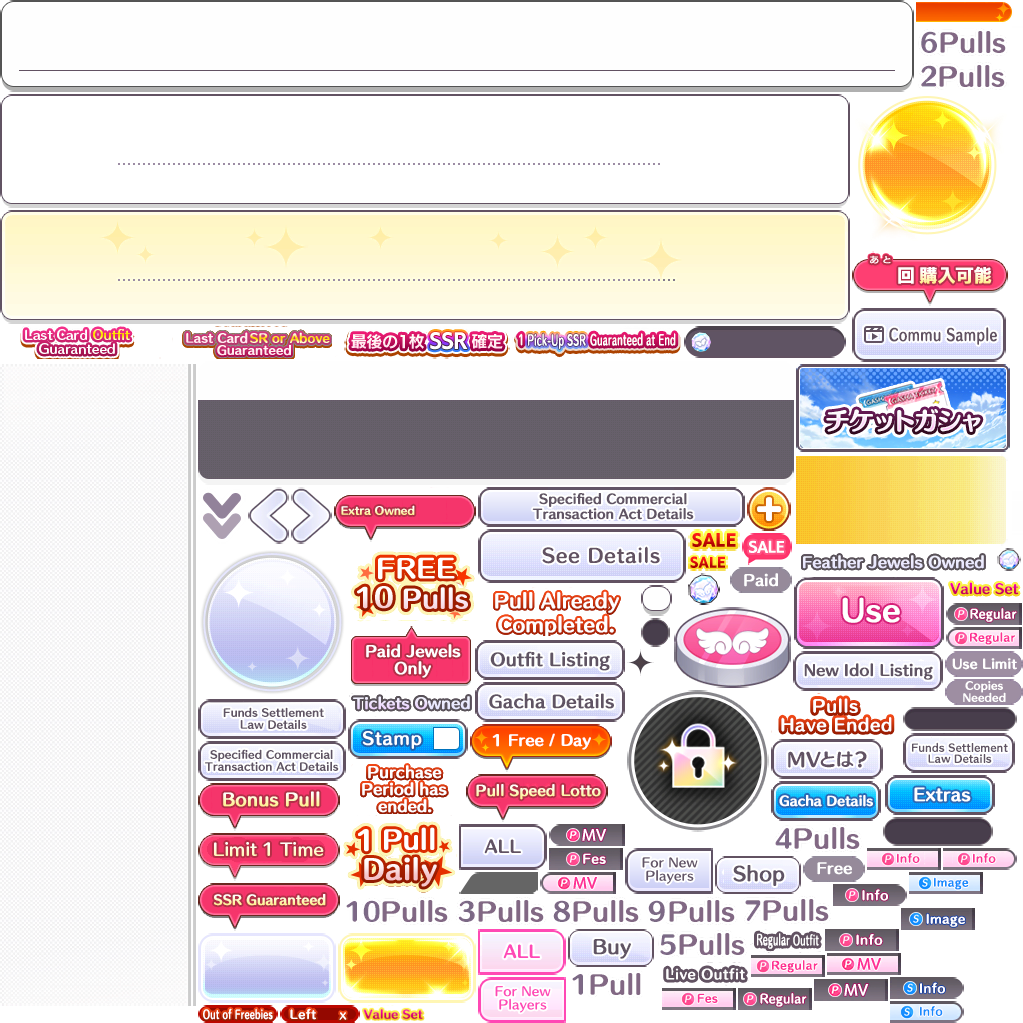 6Pulls
2Pulls
あと
回 購入可能
Last Card Outfit
Guaranteed
Last Card SR or Above
Guaranteed
最後の1枚 SSR 確定
1 Pick-Up SSR Guaranteed at End
Commu Sample
チケットガシャ
Extra Owned
Specified Commercial
Transaction Act Details
See Details
SALE
SALE
SALE
Paid
Feather Jewels Owned
FREE
10 Pulls
Pull Already
Completed.
Use
Value Set
P Regular
P Regular
Paid Jewels
Only
Outfit Listing
New Idol Listing
Use Limit
Copies
Needed
Tickets Owned
Gacha Details
Funds Settlement
Law Details
Stamp
1 Free / Day
Pulls
Have Ended
Specified Commercial
Transaction Act Details
MVとは?
Funds Settlement
Law Details
Purchase
Period has
ended.
Bonus Pull
Pull Speed Lotto
Gacha Details
Extras
Limit 1 Time
1 Pull
Daily
ALL
P MV
P Fes
P MV
4Pulls
For New
Players
Shop
Free
P Info
P Info
S Image
SSR Guaranteed
P Info
10Pulls
3Pulls
8Pulls
9Pulls
7Pulls
S Image
ALL
Buy
5Pulls
Regular Outfit
P Info
P Regular
P MV
Live Outfit
1Pull
For New
Players
P Fes
P Regular
P MV
S Info
S Info
Out of Freebies
Left x
Value Set